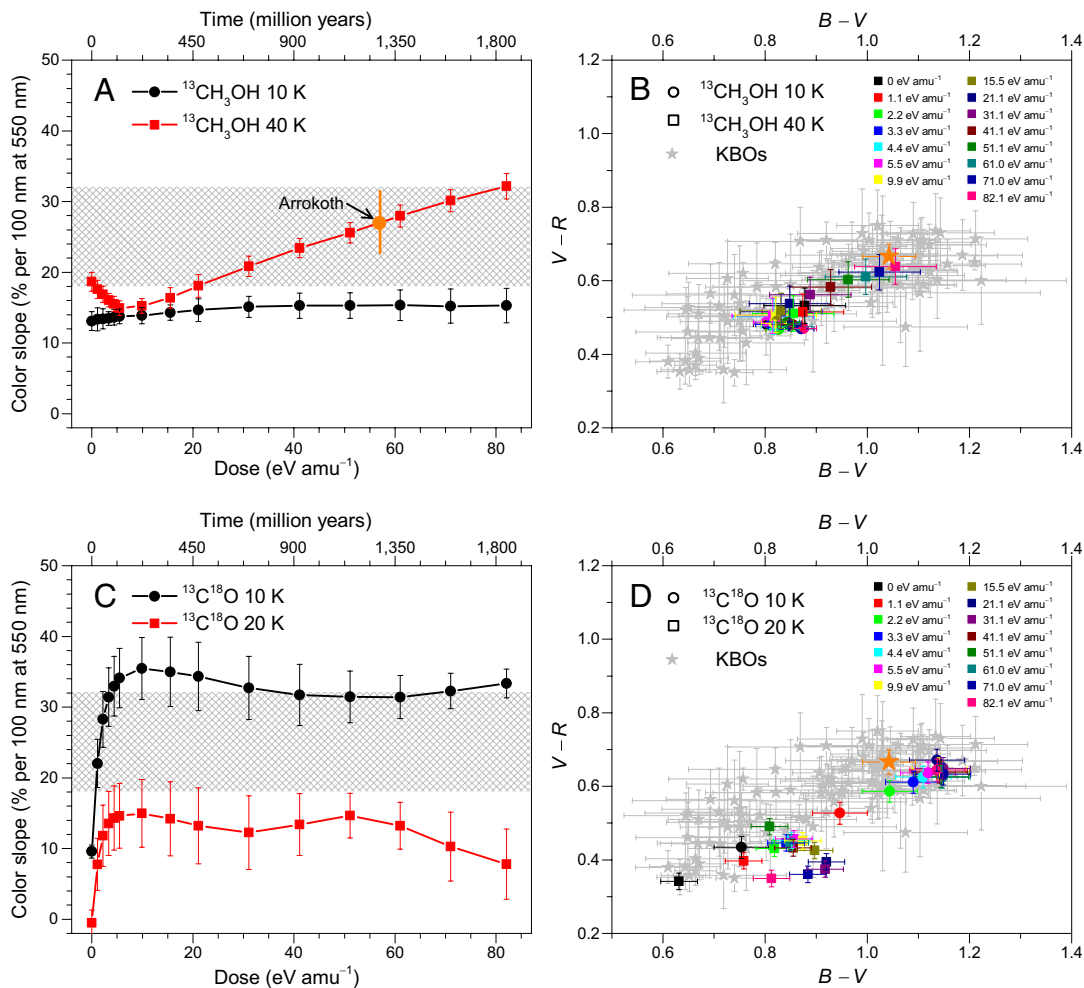 Time (million years)
0 450 900 1,350 1,800
50
40
30
20
10
0
Color slope (% per 100 nm at 550 nm)
A
¹³CH₃OH 10 K
¹³CH₃OH 40 K
Arrokoth
0 20 40 60 80
Dose (eV amu⁻¹)
B – V
0.6 0.8 1.0 1.2 1.4
1.2
1.0
0.8
0.6
0.4
0.2
V – R
B
¹³CH₃OH 10 K
¹³CH₃OH 40 K
KBOs
0 eV amu⁻¹
1.1 eV amu⁻¹
2.2 eV amu⁻¹
3.3 eV amu⁻¹
4.4 eV amu⁻¹
5.5 eV amu⁻¹
9.9 eV amu⁻¹
15.5 eV amu⁻¹
21.1 eV amu⁻¹
31.1 eV amu⁻¹
41.1 eV amu⁻¹
51.1 eV amu⁻¹
61.0 eV amu⁻¹
71.0 eV amu⁻¹
82.1 eV amu⁻¹
0.6 0.8 1.0 1.2 1.4
B – V
Time (million years)
0 450 900 1,350 1,800
50
40
30
20
10
0
Color slope (% per 100 nm at 550 nm)
C
¹³C¹⁸O 10 K
¹³C¹⁸O 20 K
0 20 40 60 80
Dose (eV amu⁻¹)
B – V
0.6 0.8 1.0 1.2 1.4
1.2
1.0
0.8
0.6
0.4
0.2
V – R
D
¹³C¹⁸O 10 K
¹³C¹⁸O 20 K
KBOs
0 eV amu⁻¹
1.1 eV amu⁻¹
2.2 eV amu⁻¹
3.3 eV amu⁻¹
4.4 eV amu⁻¹
5.5 eV amu⁻¹
9.9 eV amu⁻¹
15.5 eV amu⁻¹
21.1 eV amu⁻¹
31.1 eV amu⁻¹
41.1 eV amu⁻¹
51.1 eV amu⁻¹
61.0 eV amu⁻¹
71.0 eV amu⁻¹
82.1 eV amu⁻¹
0.6 0.8 1.0 1.2 1.4
B – V